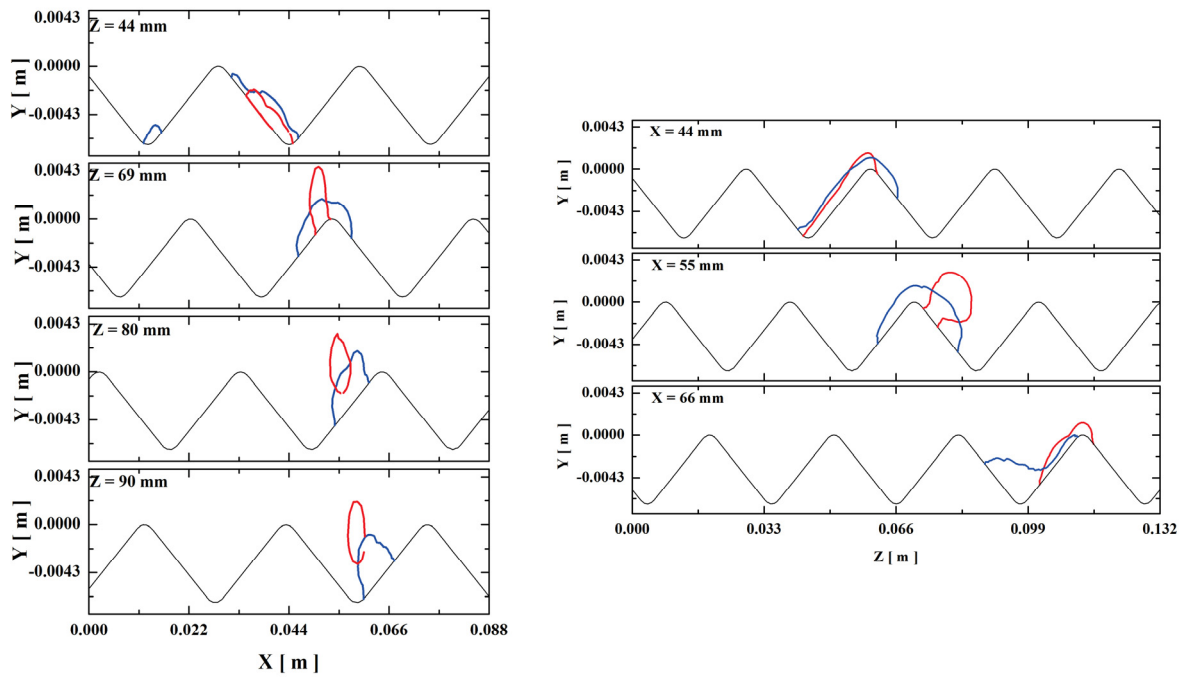 Z = 44 mm
0.0043
0.0000
-0.0043
Y [ m ]
Z = 69 mm
0.0043
0.0000
-0.0043
Y [ m ]
Z = 80 mm
0.0043
0.0000
-0.0043
Y [ m ]
Z = 90 mm
0.0043
0.0000
-0.0043
Y [ m ]
0.000 0.022 0.044 0.066 0.088
X [ m ]
X = 44 mm
0.0043
0.0000
-0.0043
Y [ m ]
X = 55 mm
0.0043
0.0000
-0.0043
Y [ m ]
X = 66 mm
0.0043
0.0000
-0.0043
Y [ m ]
0.000 0.033 0.066 0.099 0.132
Z [ m ]